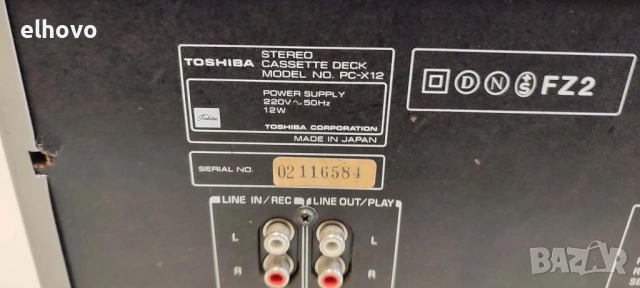 elhovo
TOSHIBA STEREO
CASSETTE DECK
MODEL NO. PC-X12
POWER SUPPLY
220V~50Hz
12W
Toshiba
TOSHIBA CORPORATION
MADE IN JAPAN
D N S FZ2
SERIAL NO. 02116584
LINE IN/REC LINE OUT/PLAY
L L
R R
BAZAR